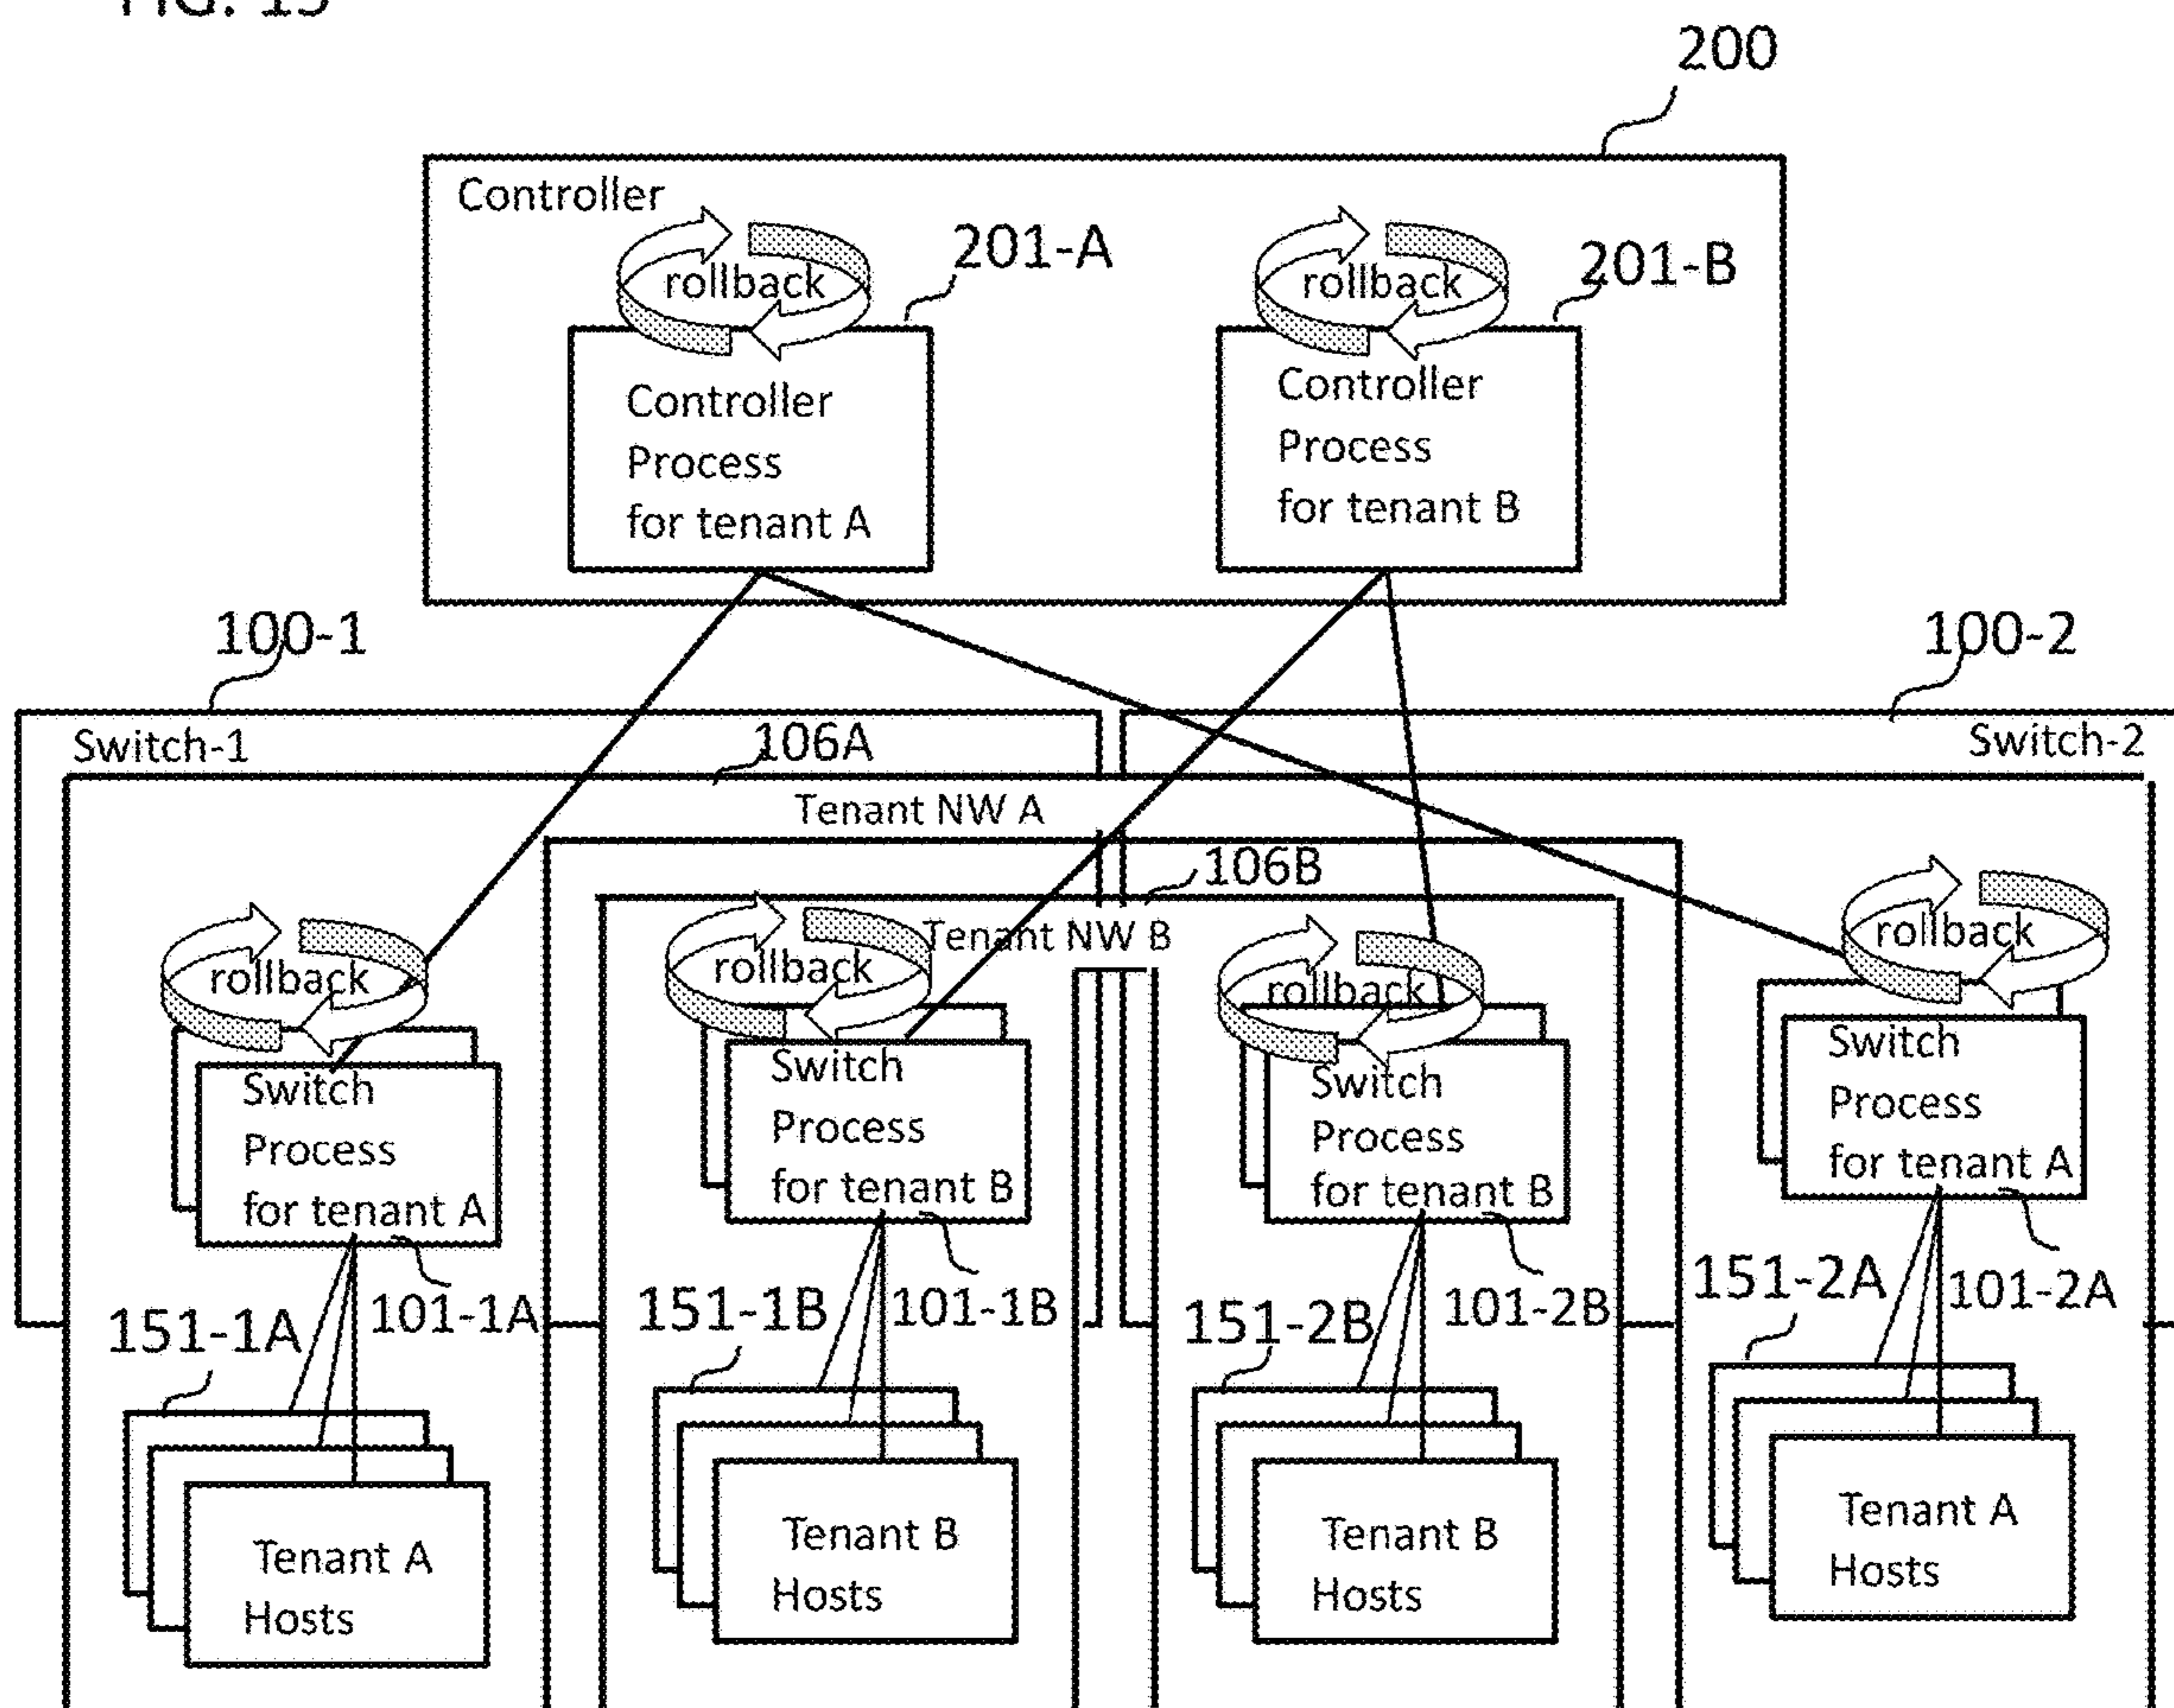 FIG. 15
200
Controller
rollback
201-A
rollback
201-B
Controller
Process
for tenant A
Controller
Process
for tenant B
100-1
100-2
Switch-1
106A
Switch-2
Tenant NW A
106B
Tenant NW B
rollback
rollback
rollback
rollback
Switch
Process
for tenant A
Switch
Process
for tenant B
Switch
Process
for tenant B
Switch
Process
for tenant A
151-1A
101-1A
151-1B
101-1B
151-2B
101-2B
151-2A
101-2A
Tenant A
Hosts
Tenant B
Hosts
Tenant B
Hosts
Tenant A
Hosts